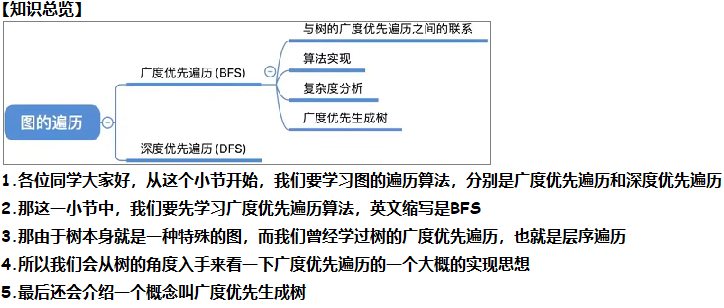 【知识总览】
与树的广度优先遍历之间的联系
算法实现
广度优先遍历 (BFS)
复杂度分析
广度优先生成树
图的遍历
深度优先遍历 (DFS)
1.各位同学大家好，从这个小节开始，我们要学习图的遍历算法，分别是广度优先遍历和深度优先遍历
2.那这一小节中，我们要先学习广度优先遍历算法，英文缩写是BFS
3.那由于树本身就是一种特殊的图，而我们曾经学过树的广度优先遍历，也就是层序遍历
4.所以我们会从树的角度入手来看一下广度优先遍历的一个大概的实现思想
5.最后还会介绍一个概念叫广度优先生成树